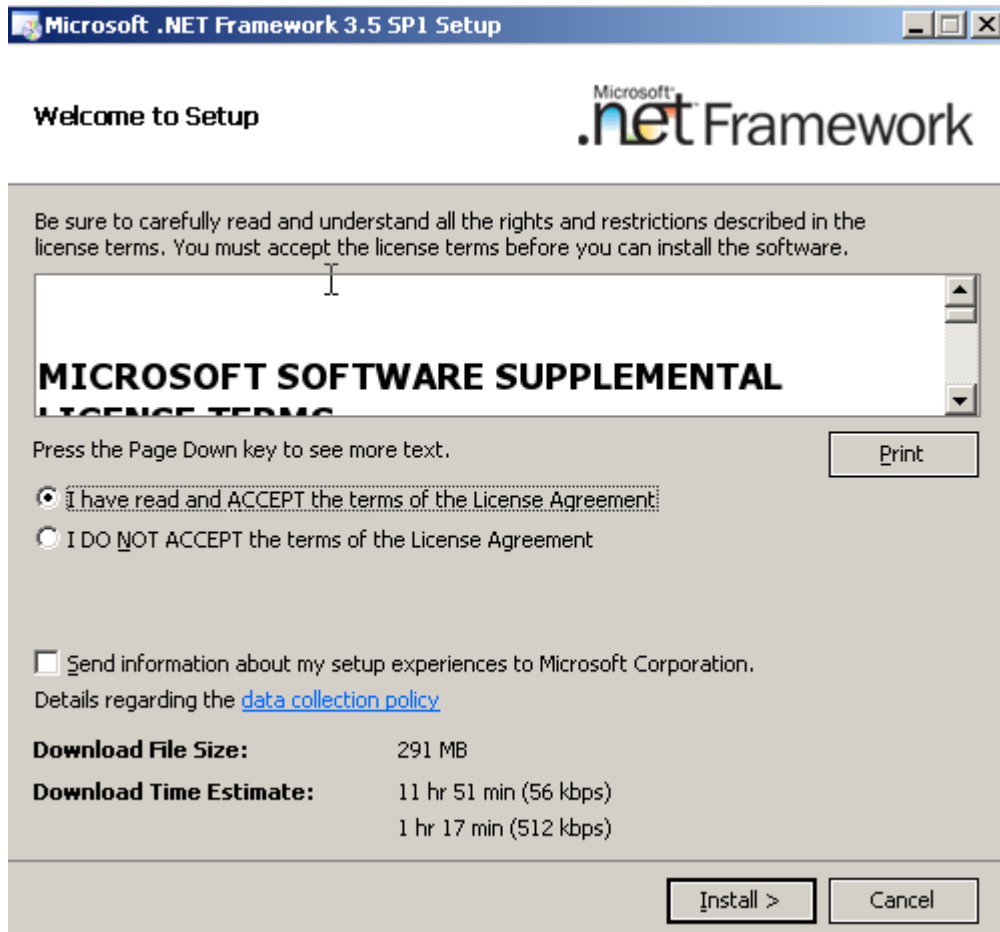 Microsoft .NET Framework 3.5 SP1 Setup
Welcome to Setup
Microsoft
.net Framework
Be sure to carefully read and understand all the rights and restrictions described in the
license terms. You must accept the license terms before you can install the software.
MICROSOFT SOFTWARE SUPPLEMENTAL
LICENSE TERMS
Press the Page Down key to see more text.
Print
I have read and ACCEPT the terms of the License Agreement
I DO NOT ACCEPT the terms of the License Agreement
Send information about my setup experiences to Microsoft Corporation.
Details regarding the data collection policy
Download File Size: 291 MB
Download Time Estimate: 11 hr 51 min (56 kbps)
1 hr 17 min (512 kbps)
Install > Cancel